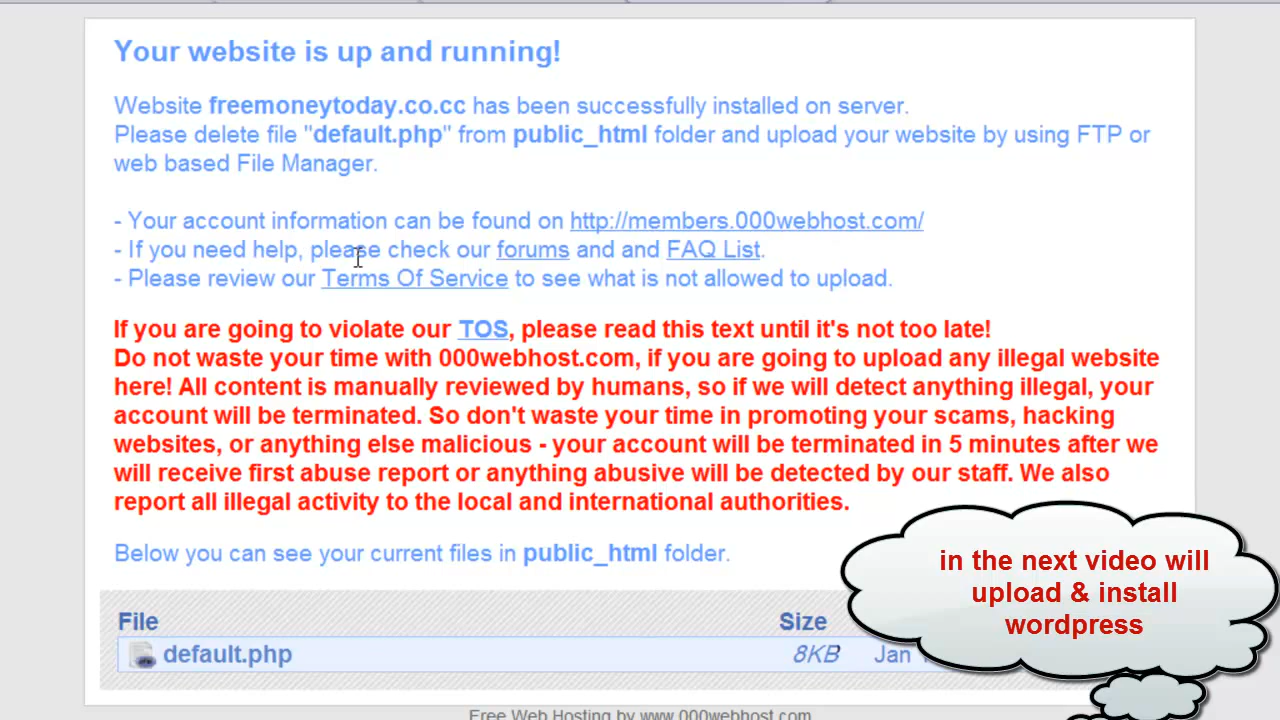 Your website is up and running!
Website freemoneytoday.co.cc has been successfully installed on server.
Please delete file "default.php" from public_html folder and upload your website by using FTP or
web based File Manager.
- Your account information can be found on http://members.000webhost.com/
- If you need help, please check our forums and and FAQ List.
- Please review our Terms Of Service to see what is not allowed to upload.
If you are going to violate our TOS, please read this text until it's not too late!
Do not waste your time with 000webhost.com, if you are going to upload any illegal website
here! All content is manually reviewed by humans, so if we will detect anything illegal, your
account will be terminated. So don't waste your time in promoting your scams, hacking
websites, or anything else malicious - your account will be terminated in 5 minutes after we
will receive first abuse report or anything abusive will be detected by our staff. We also
report all illegal activity to the local and international authorities.
Below you can see your current files in public_html folder.
File Size
default.php 8KB Jan
in the next video will
upload & install
wordpress
Free Web Hosting by www.000webhost.com